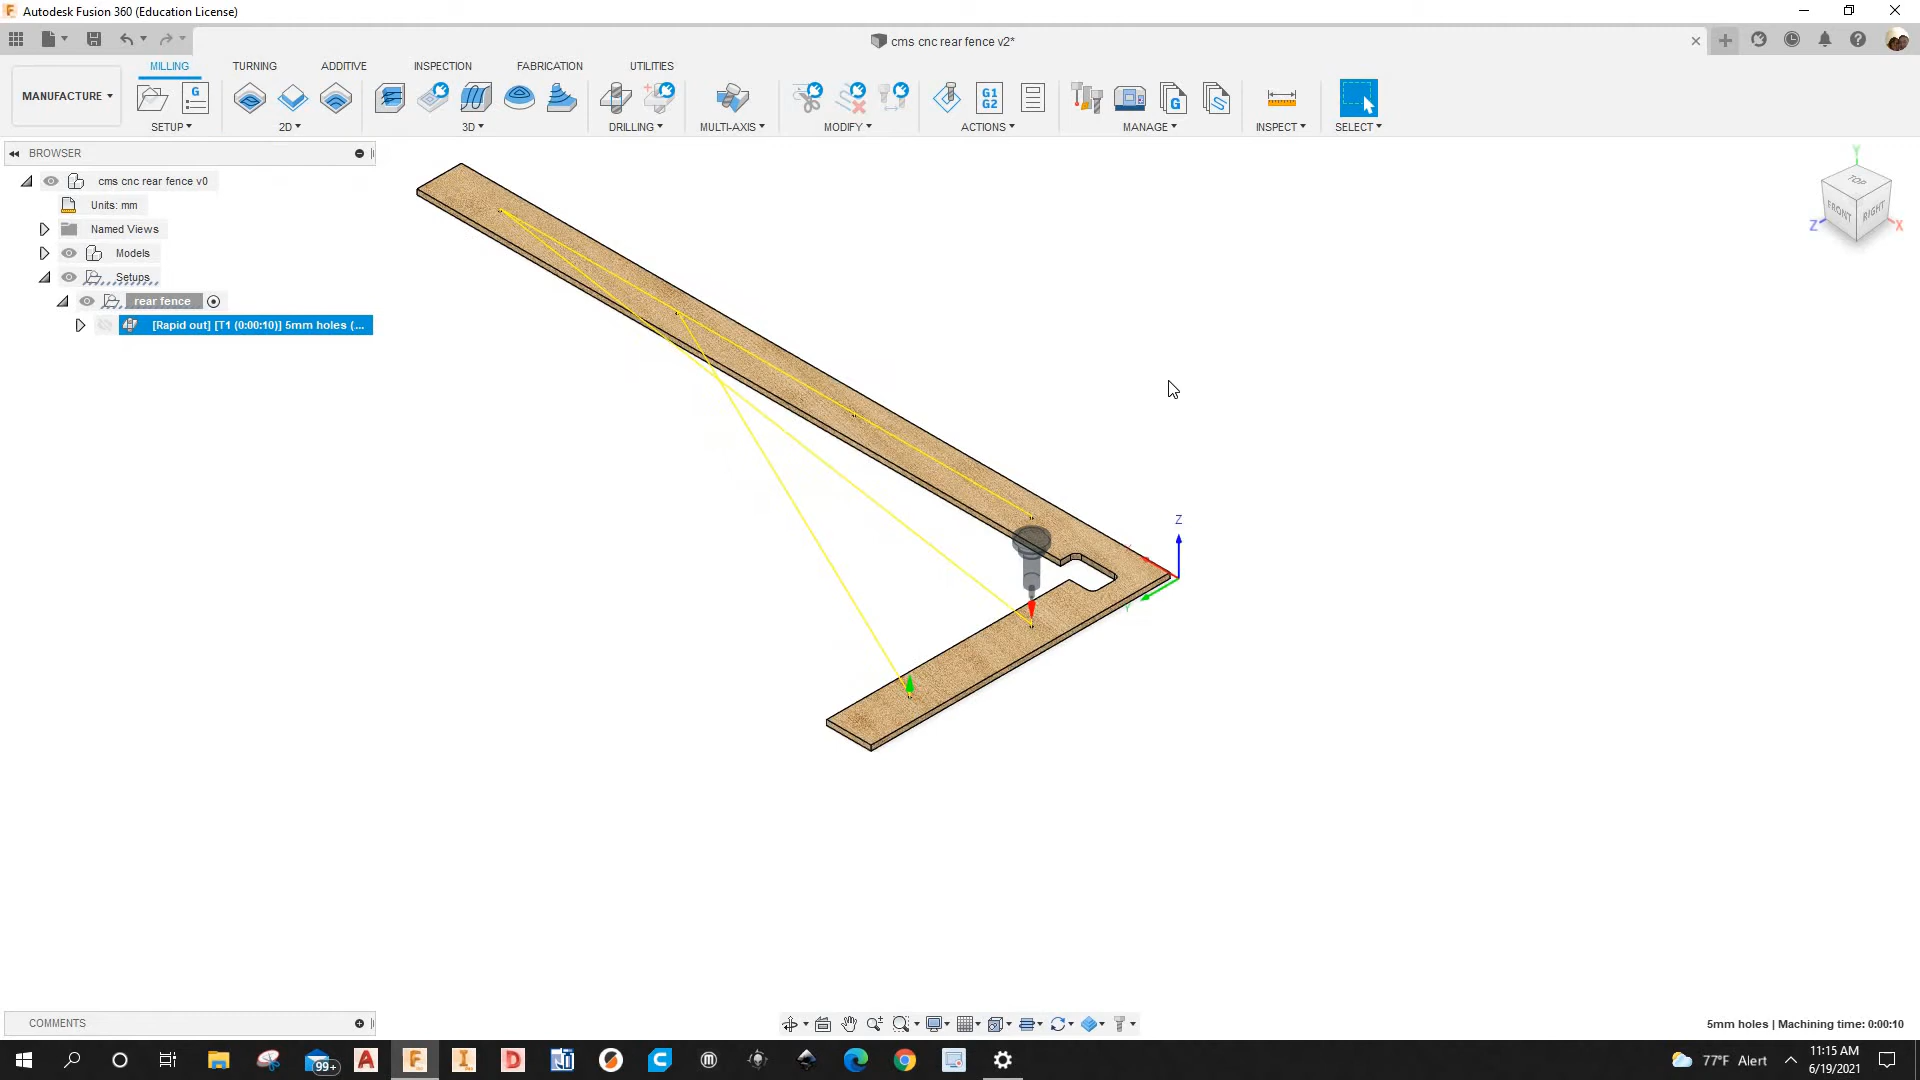 Autodesk Fusion 360 (Education License)
cms cnc rear fence v2*
MILLING TURNING ADDITIVE INSPECTION FABRICATION UTILITIES
MANUFACTURE
G
G1
G2
G
SETUP 2D 3D DRILLING MULTI-AXIS MODIFY ACTIONS MANAGE INSPECT SELECT
BROWSER
cms cnc rear fence v0
Units: mm
Named Views
Models
Setups
rear fence
[Rapid out] [T1 (0:00:10)] 5mm holes (...
Y
TOP
FRONT
RIGHT
Z
X
Z
Y
COMMENTS
5mm holes | Machining time: 0:00:10
99+
77°F Alert
11:15 AM
6/19/2021